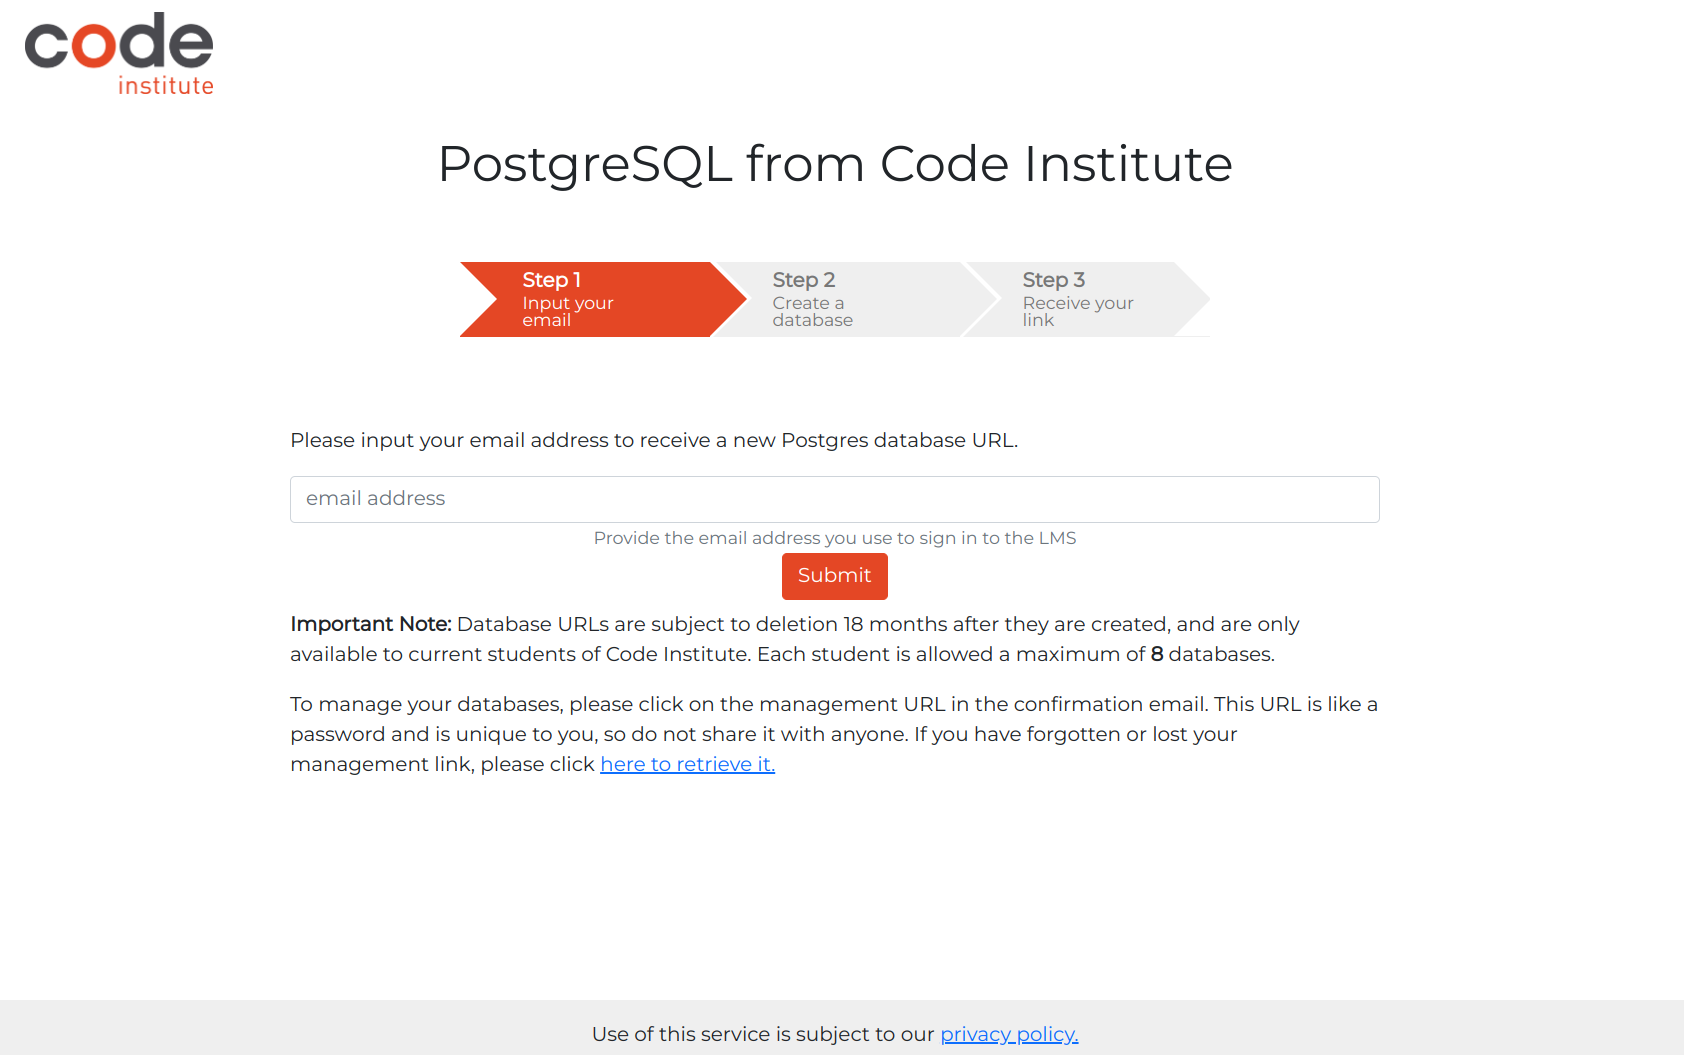 code
institute
PostgreSQL from Code Institute
Step 1
Input your
email
Step 2
Create a
database
Step 3
Receive your
link
Please input your email address to receive a new Postgres database URL.
email address
Provide the email address you use to sign in to the LMS
Submit
Important Note: Database URLs are subject to deletion 18 months after they are created, and are only
available to current students of Code Institute. Each student is allowed a maximum of 8 databases.
To manage your databases, please click on the management URL in the confirmation email. This URL is like a
password and is unique to you, so do not share it with anyone. If you have forgotten or lost your
management link, please click here to retrieve it.
Use of this service is subject to our privacy policy.